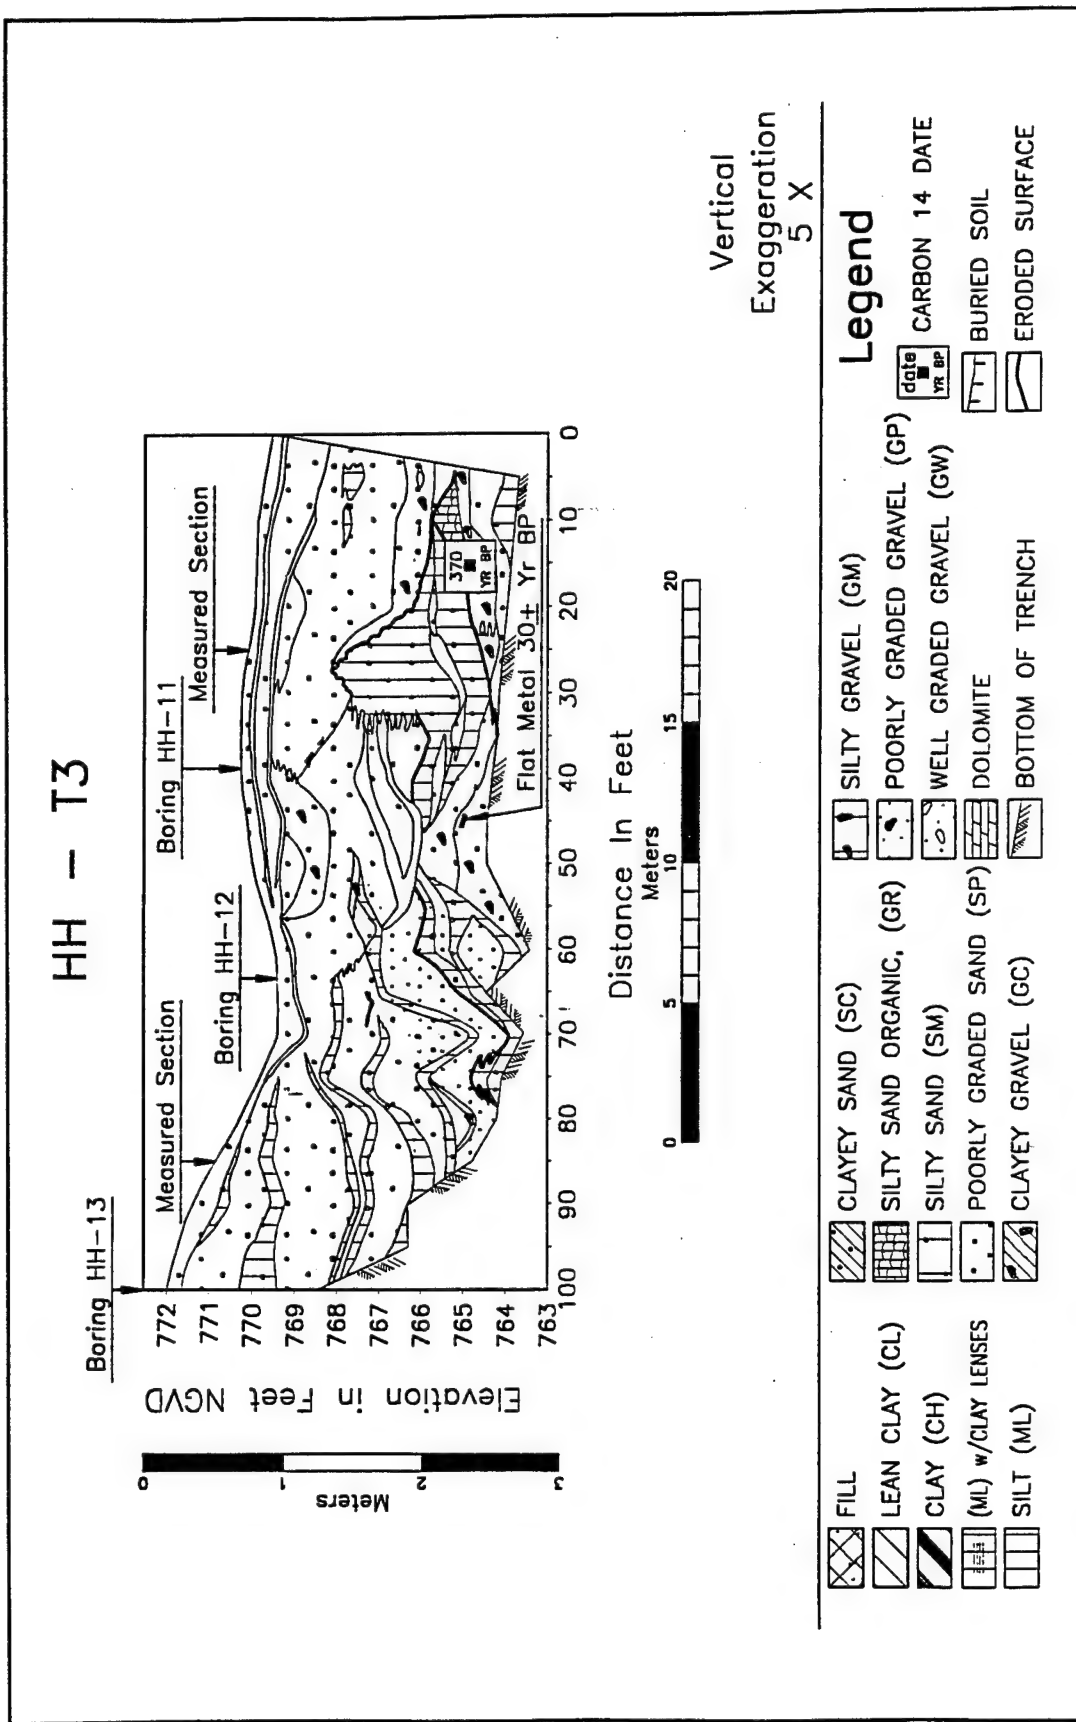 HH - T3
Boring HH-13
Measured Section
Boring HH-12
Boring HH-11
Measured Section
Elevation in Feet NGVD
772
771
770
769
768
767
766
765
764
763
100
90
80
70
60
50
40
30
20
10
0
370
YR BP
Flat Metal 30+ Yr BP
Distance In Feet
Meters
0
5
10
15
20
Meters
0
1
2
3
Vertical
Exaggeration
5 X
Legend
FILL
LEAN CLAY (CL)
CLAY (CH)
(ML) w/CLAY LENSES
SILT (ML)
CLAYEY SAND (SC)
SILTY SAND ORGANIC, (GR)
SILTY SAND (SM)
POORLY GRADED SAND (SP)
CLAYEY GRAVEL (GC)
SILTY GRAVEL (GM)
POORLY GRADED GRAVEL (GP)
WELL GRADED GRAVEL (GW)
DOLOMITE
BOTTOM OF TRENCH
date
YR BP
CARBON 14 DATE
BURIED SOIL
ERODED SURFACE